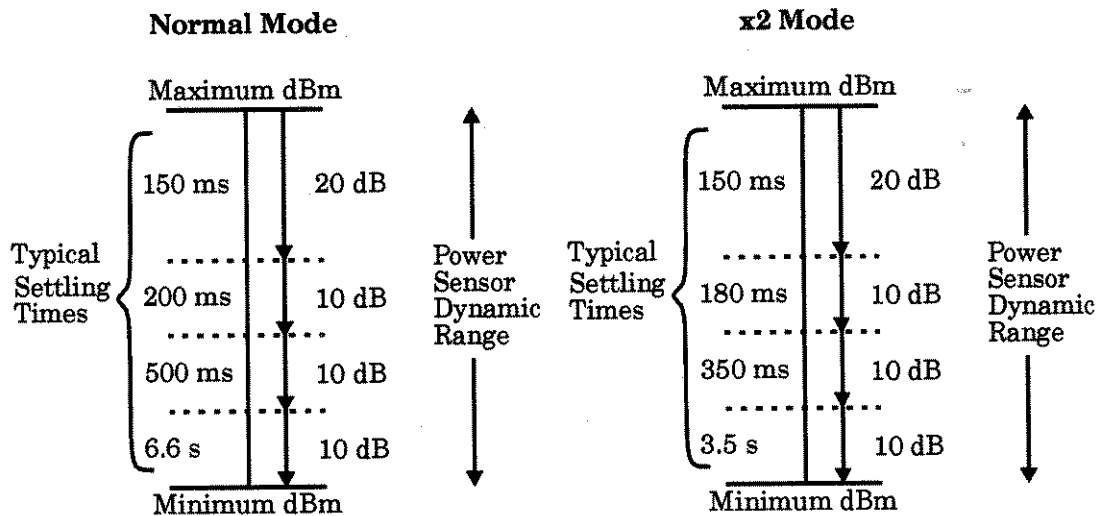 Normal Mode
Maximum dBm
150 ms 20 dB
Typical
Settling
Times
200 ms 10 dB
500 ms 10 dB
6.6 s 10 dB
Minimum dBm
Power
Sensor
Dynamic
Range
x2 Mode
Maximum dBm
150 ms 20 dB
Typical
Settling
Times
180 ms 10 dB
350 ms 10 dB
3.5 s 10 dB
Minimum dBm
Power
Sensor
Dynamic
Range